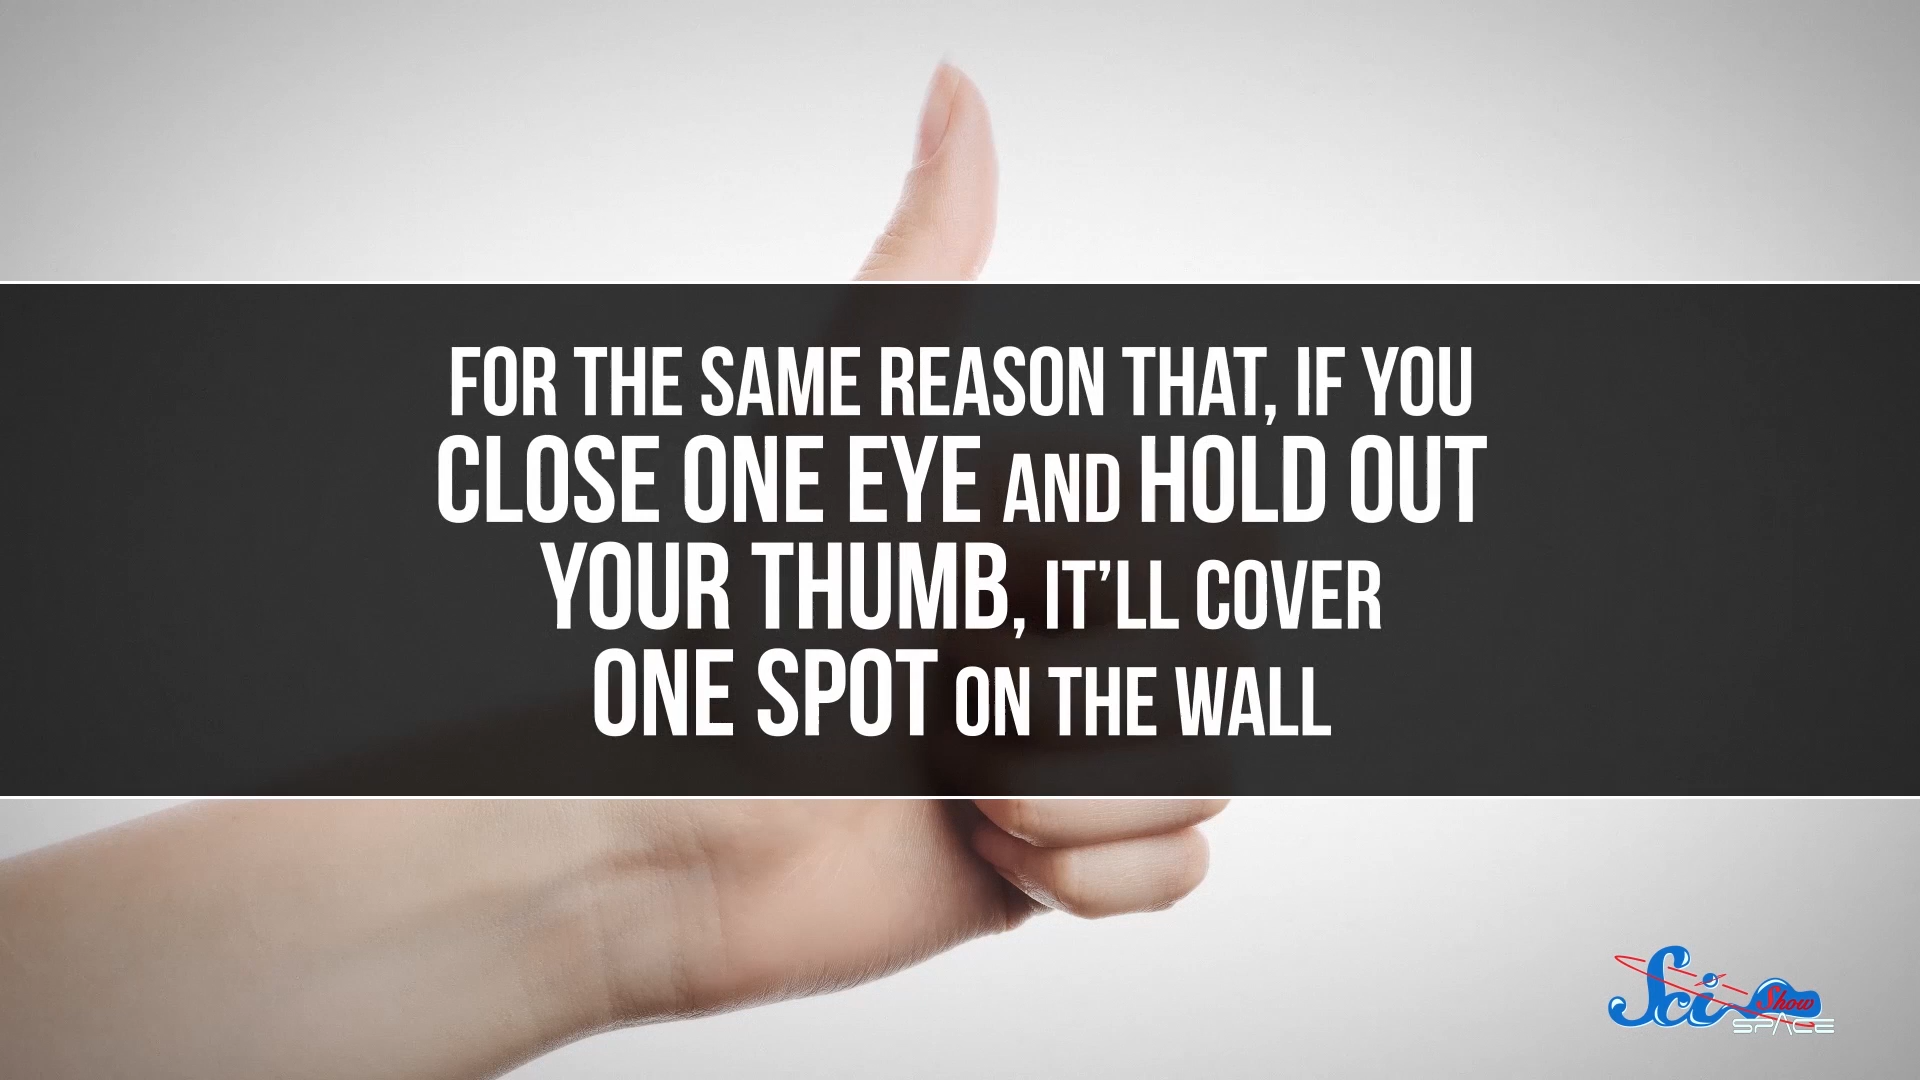 FOR THE SAME REASON THAT, IF YOU
CLOSE ONE EYE AND HOLD OUT
YOUR THUMB, IT’LL COVER
ONE SPOT ON THE WALL
Sci Show
SPACE